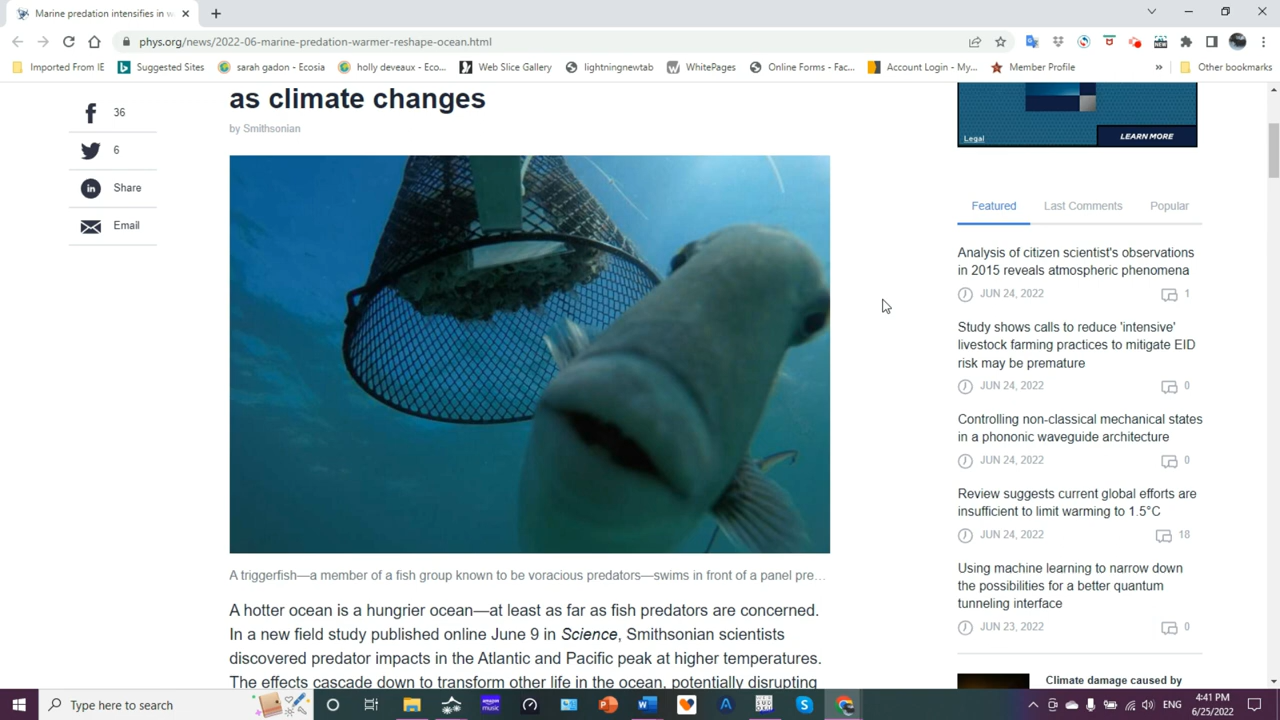 Marine predation intensifies in w
phys.org/news/2022-06-marine-predation-warmer-reshape-ocean.html
Imported From IE
Suggested Sites
sarah gadon - Ecosia
holly deveaux - Eco...
Web Slice Gallery
lightningnewtab
WhitePages
Online Forms - Fac...
Account Login - My...
Member Profile
»
Other bookmarks
36
6
Share
Email
as climate changes
by Smithsonian
A triggerfish—a member of a fish group known to be voracious predators—swims in front of a panel pre…
A hotter ocean is a hungrier ocean—at least as far as fish predators are concerned.
In a new field study published online June 9 in Science, Smithsonian scientists
discovered predator impacts in the Atlantic and Pacific peak at higher temperatures.
The effects cascade down to transform other life in the ocean, potentially disrupting
Legal
LEARN MORE
Featured
Last Comments
Popular
Analysis of citizen scientist's observations
in 2015 reveals atmospheric phenomena
JUN 24, 2022 1
Study shows calls to reduce 'intensive'
livestock farming practices to mitigate EID
risk may be premature
JUN 24, 2022 0
Controlling non-classical mechanical states
in a phononic waveguide architecture
JUN 24, 2022 0
Review suggests current global efforts are
insufficient to limit warming to 1.5°C
JUN 24, 2022 18
Using machine learning to narrow down
the possibilities for a better quantum
tunneling interface
JUN 23, 2022 0
Climate damage caused by
Type here to search
ENG
4:41 PM
6/25/2022